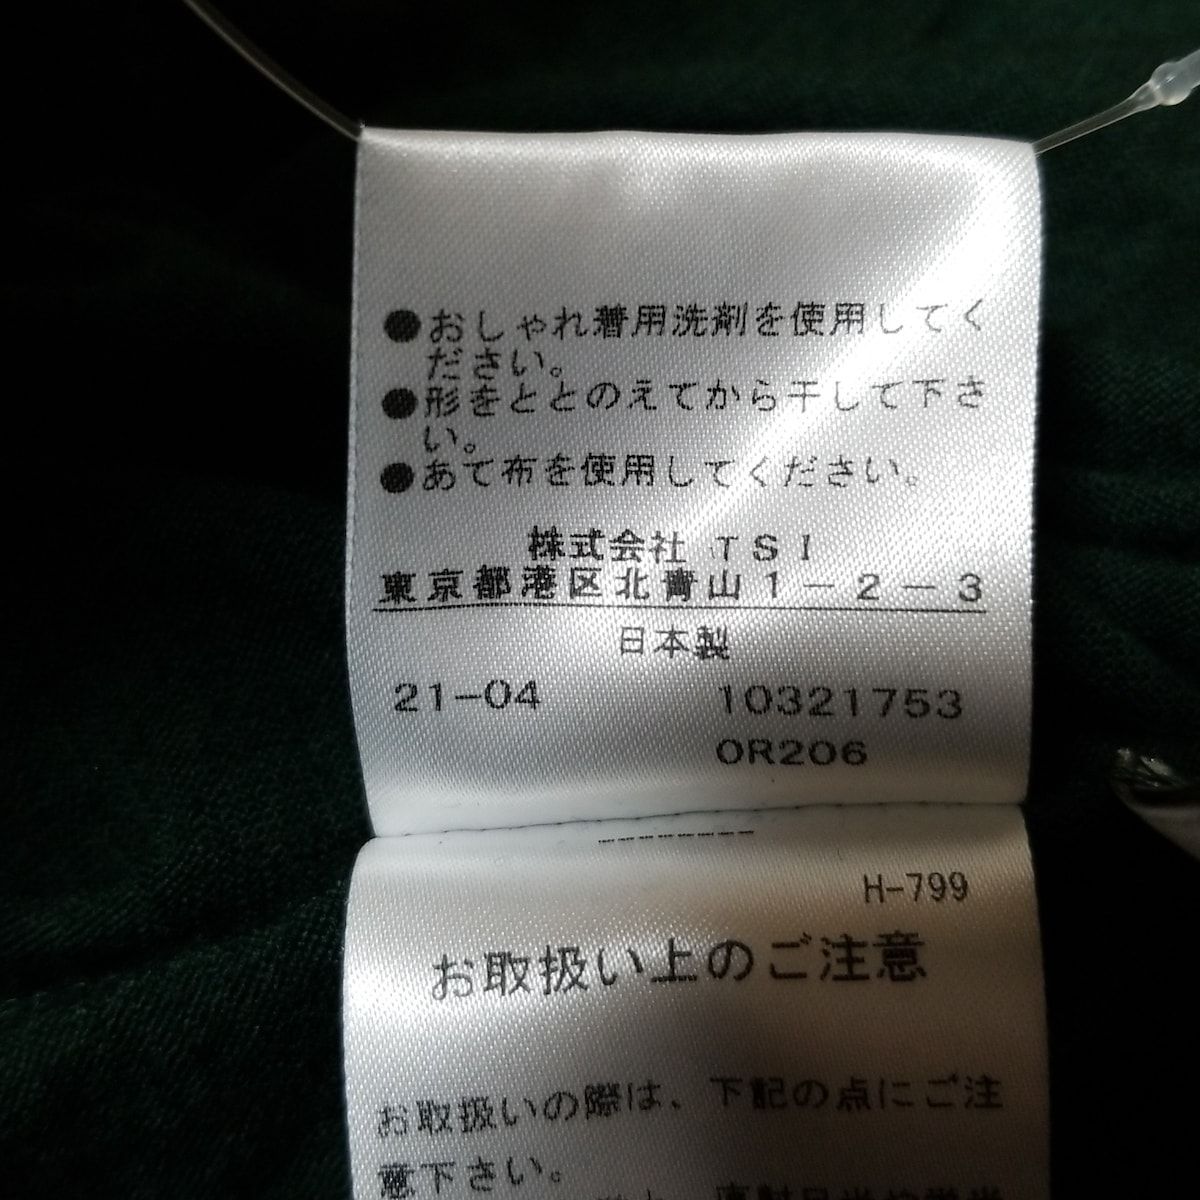 ●おしゃれ着用洗剤を使用してく
ださい。
●形をととのえてから干して下さ
い。
●あて布を使用してください。
株式会社 TSI
東京都港区北青山1-2-3
日本製
21-04 10321753
0R206
H-799
お取扱い上のご注意
お取扱いの際は、下記の点にご注
意下さい。